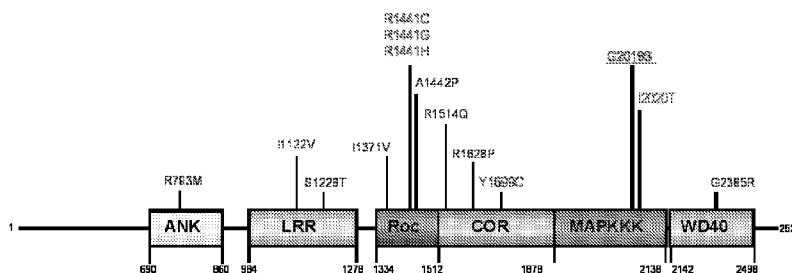 R1441C
R1441G
R1441H
G2019S
A1442P
I2020T
R1514Q
I1122V
I1371V
R1628P
R793M
S1228T
Y1699C
G2385R
1
ANK
LRR
Roc
COR
MAPKKK
WD40
690
860
984
1278
1334
1512
1879
2138
2142
2498